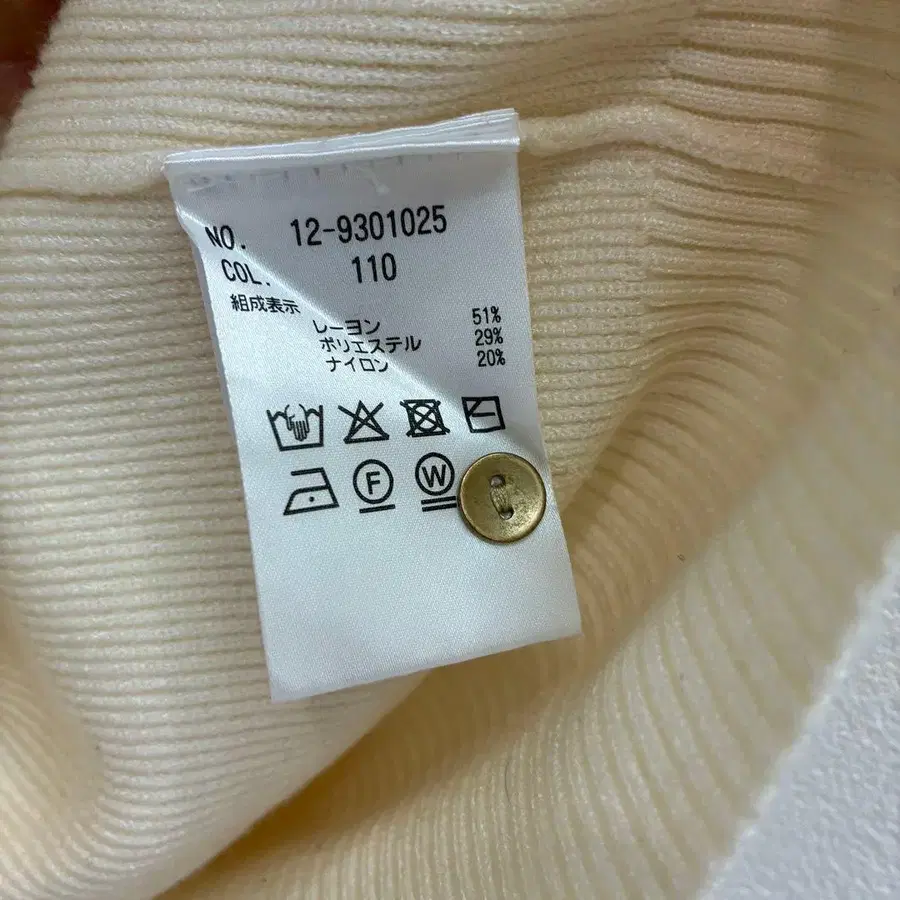 NO. 12-9301025
COL. 110
組成表示
レーヨン 51%
ポリエステル 29%
ナイロン 20%
F W